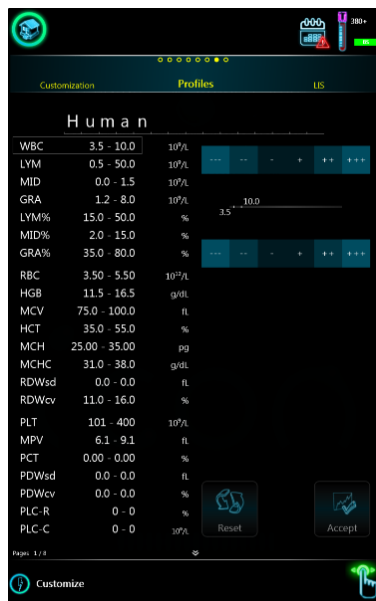 380+
Customization Profiles LIS
Human
WBC 3.5 - 10.0 10⁹/L
LYM 0.5 - 50.0 10⁹/L
MID 0.0 - 1.5 10⁹/L
GRA 1.2 - 8.0 10⁹/L
LYM% 15.0 - 50.0 %
MID% 2.0 - 15.0 %
GRA% 35.0 - 80.0 %
--- -- - + ++ +++
3.5 10.0
--- -- - + ++ +++
RBC 3.50 - 5.50 10¹²/L
HGB 11.5 - 16.5 g/dL
MCV 75.0 - 100.0 fL
HCT 35.0 - 55.0 %
MCH 25.00 - 35.00 pg
MCHC 31.0 - 38.0 g/dL
RDWsd 0.0 - 0.0 fL
RDWcv 11.0 - 16.0 %
PLT 101 - 400 10⁹/L
MPV 6.1 - 9.1 fL
PCT 0.00 - 0.00 %
PDWsd 0.0 - 0.0 fL
PDWcv 0.0 - 0.0 %
PLC-R 0 - 0 %
PLC-C 0 - 0 10⁹/L
Reset Accept
Pages 1/8
Customize